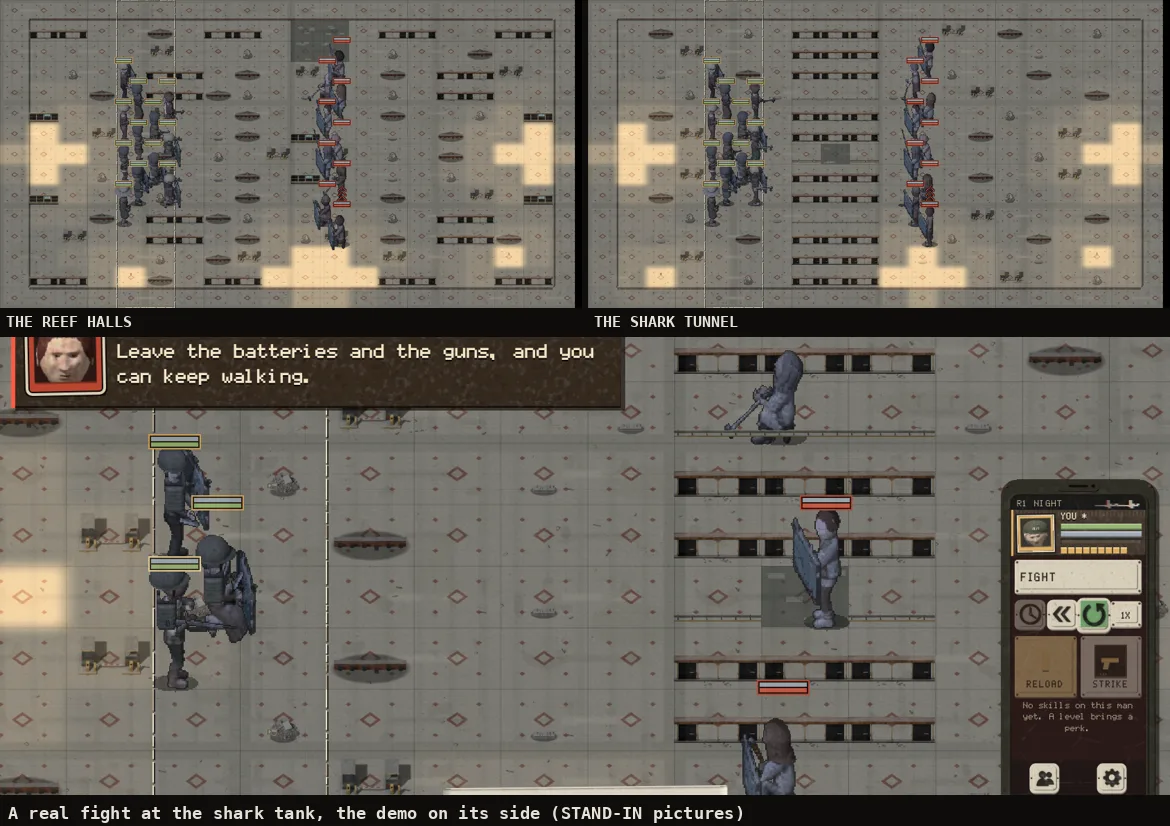 THE REEF HALLS
THE SHARK TUNNEL
Leave the batteries and the guns, and you
can keep walking.
R1 NIGHT
YOU *
FIGHT
1X
RELOAD
STRIKE
No skills on this man
yet. A level brings a
perk.
A real fight at the shark tank, the demo on its side (STAND-IN pictures)